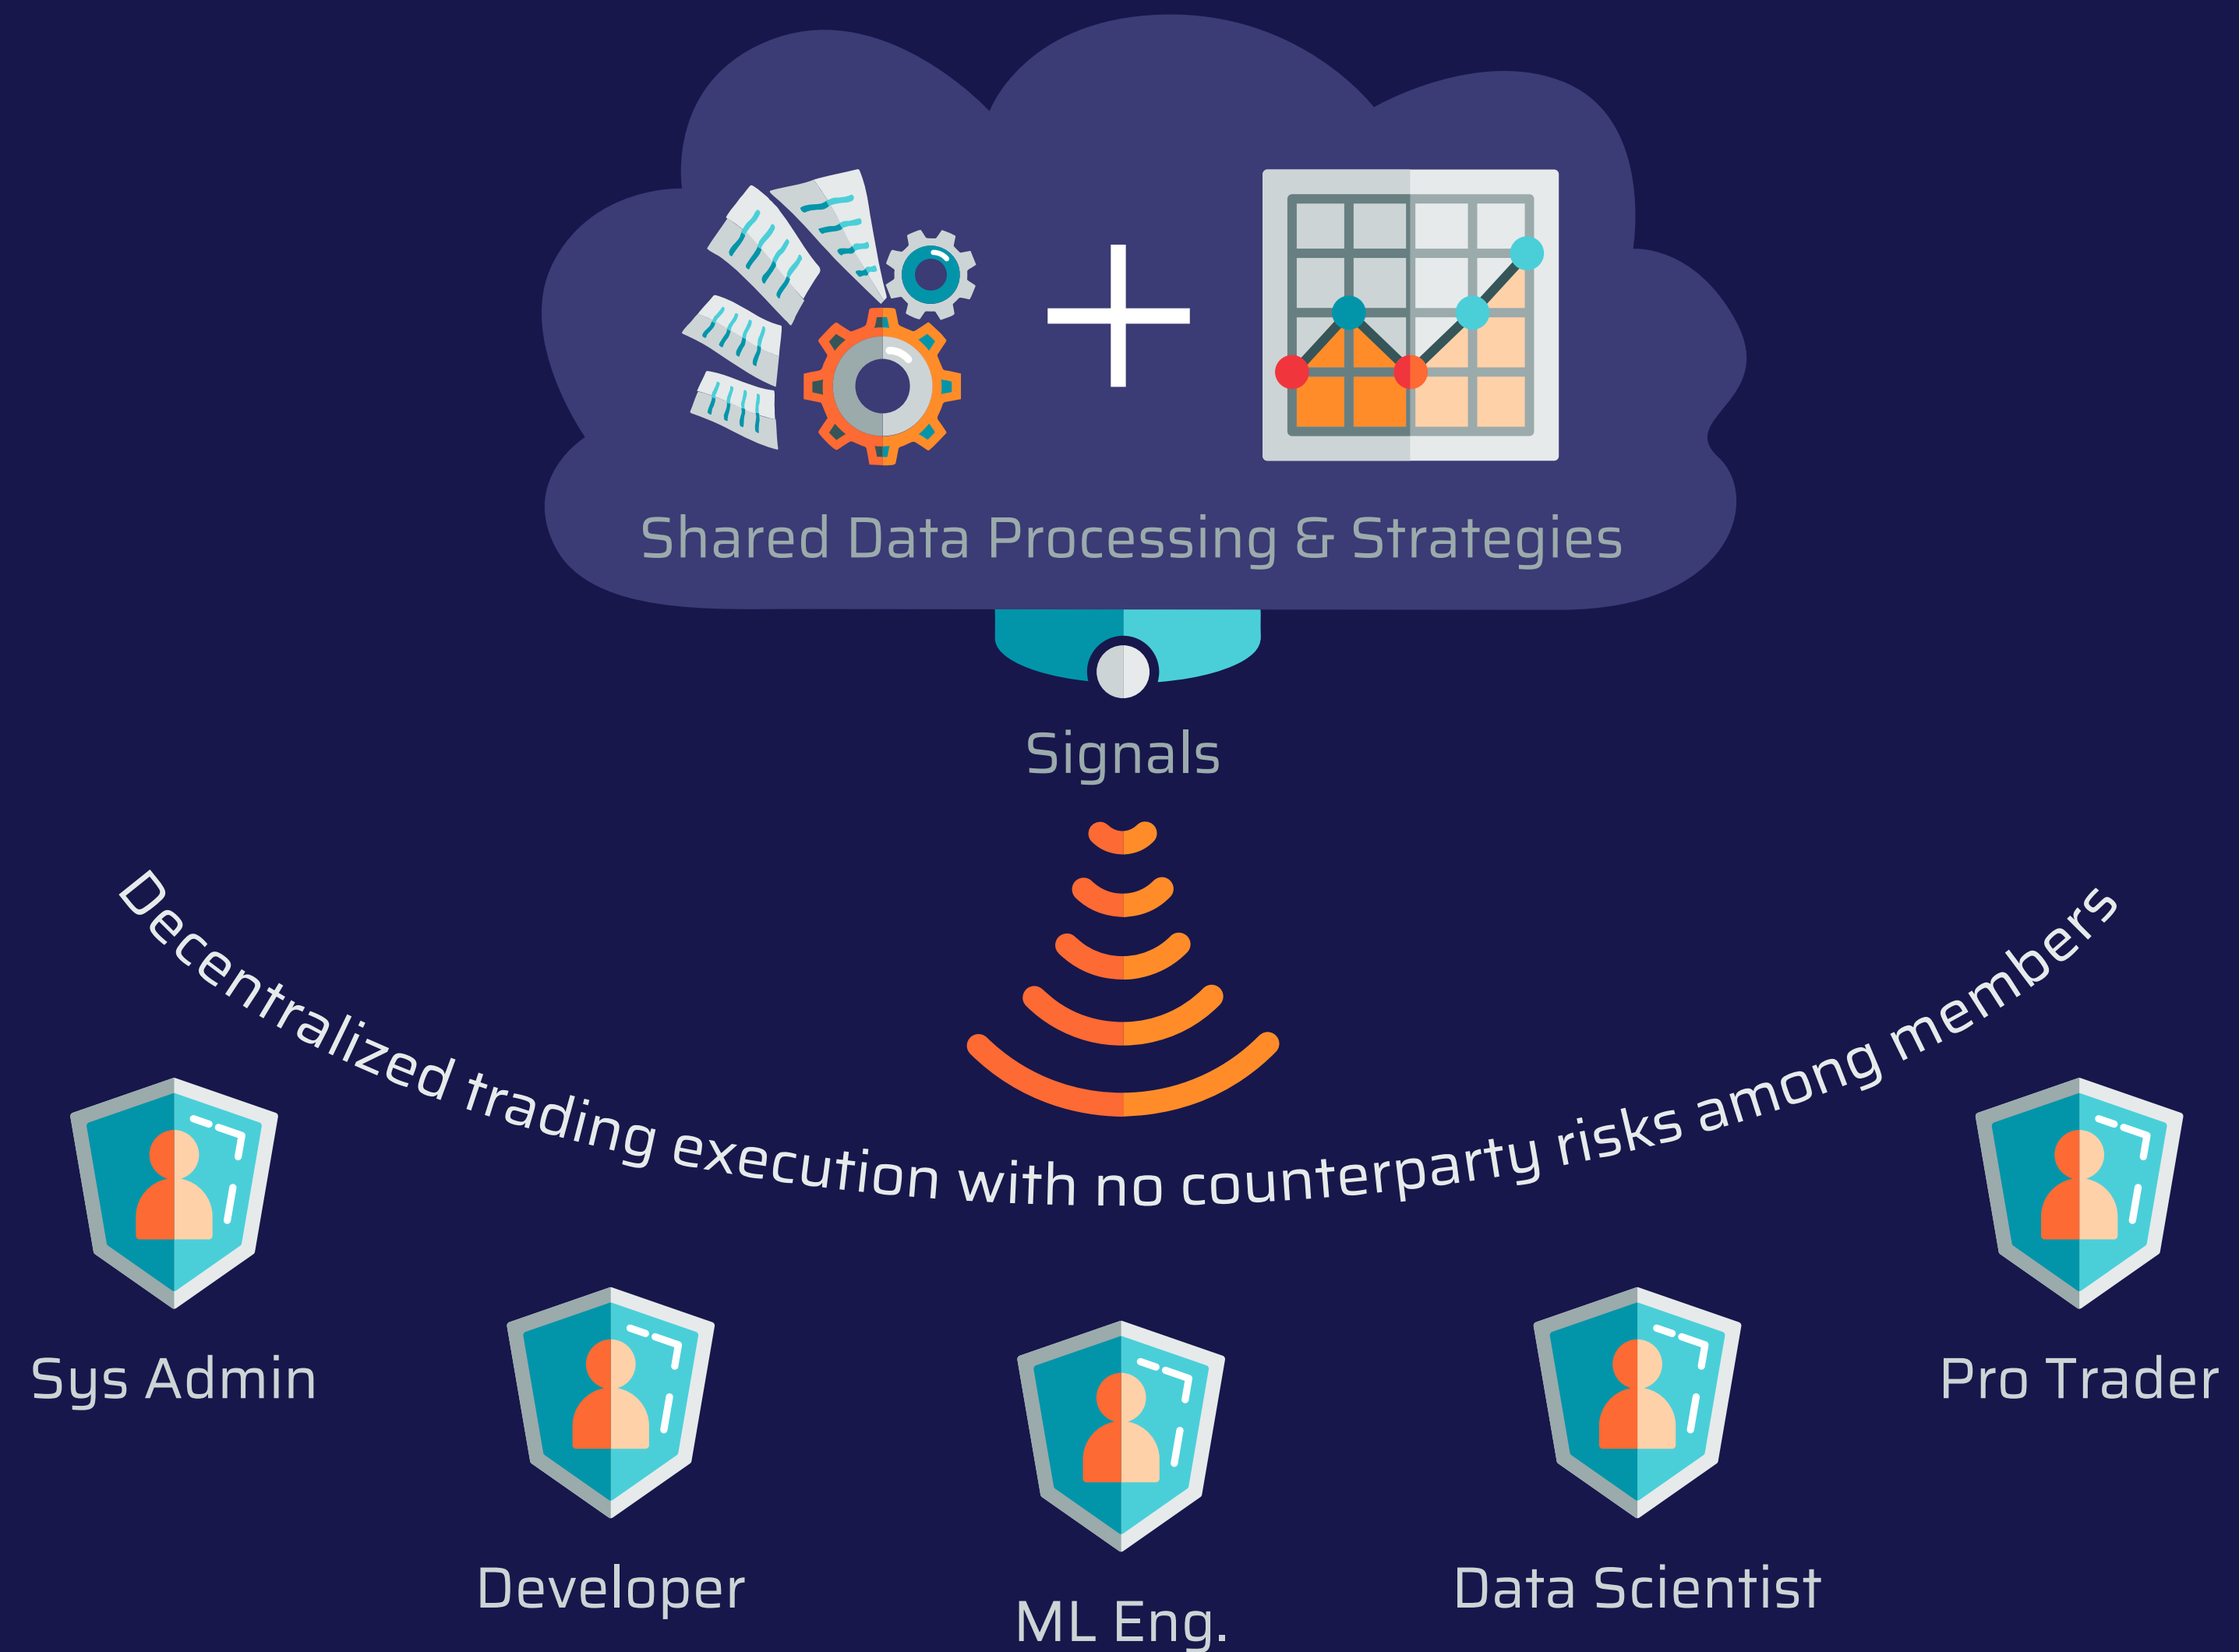 Shared Data Processing & Strategies
Signals
Decentralized trading execution with no counterparty risks among members
Sys Admin
Developer
ML Eng.
Data Scientist
Pro Trader